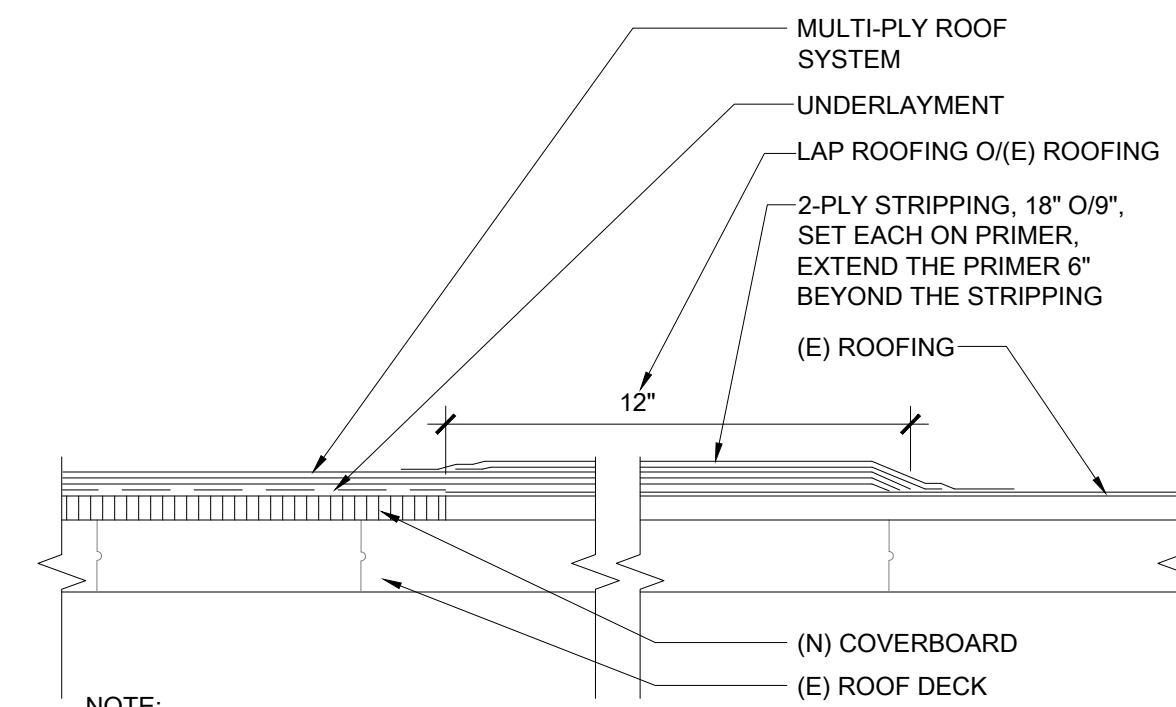 MULTI-PLY ROOF
SYSTEM
UNDERLAYMENT
LAP ROOFING O/(E) ROOFING
2-PLY STRIPPING, 18" O/9",
SET EACH ON PRIMER,
EXTEND THE PRIMER 6"
BEYOND THE STRIPPING
(E) ROOFING
12"
(N) COVERBOARD
(E) ROOF DECK
NOTE: